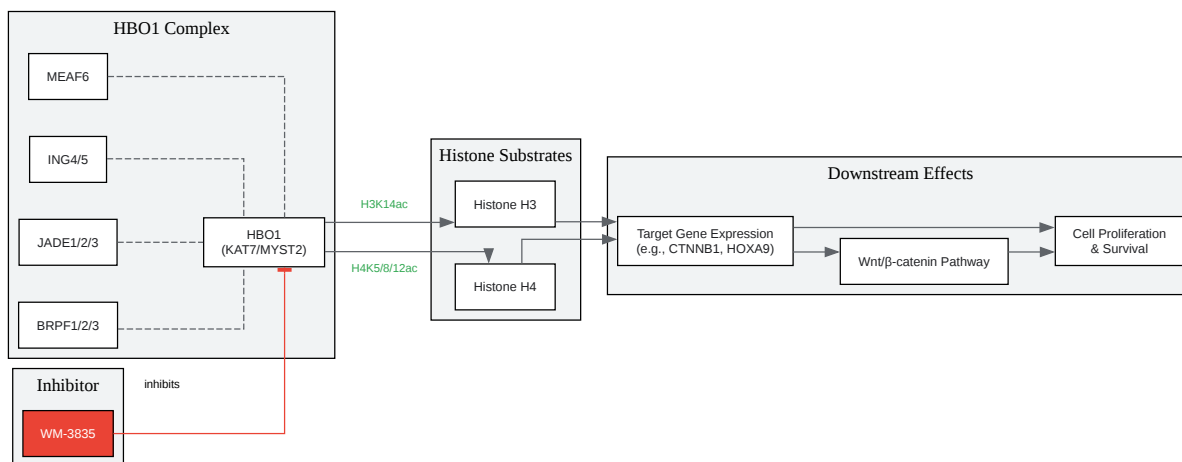 HBO1 Complex
MEAF6
ING4/5
JADE1/2/3
BRPF1/2/3
HBO1
(KAT7/MYST2)
H3K14ac
H4K5/8/12ac
Histone Substrates
Histone H3
Histone H4
Downstream Effects
Target Gene Expression
(e.g., CTNNB1, HOXA9)
Wnt/β-catenin Pathway
Cell Proliferation
& Survival
Inhibitor
WM-3835
inhibits